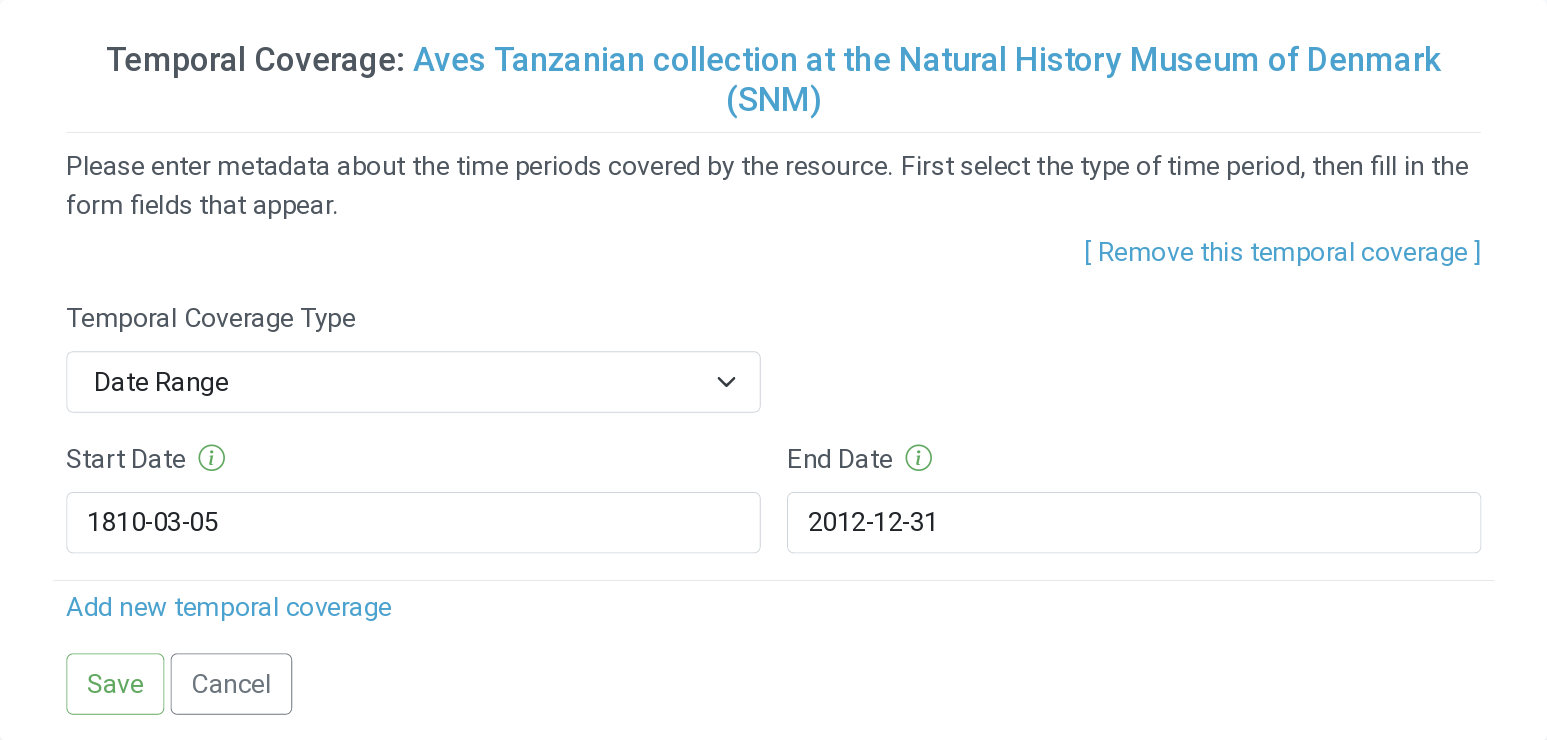 Temporal Coverage: Aves Tanzanian collection at the Natural History Museum of Denmark
(SNM)
Please enter metadata about the time periods covered by the resource. First select the type of time period, then fill in the
form fields that appear.
[ Remove this temporal coverage ]
Temporal Coverage Type
Date Range
Start Date
End Date
1810-03-05
2012-12-31
Add new temporal coverage
Save
Cancel